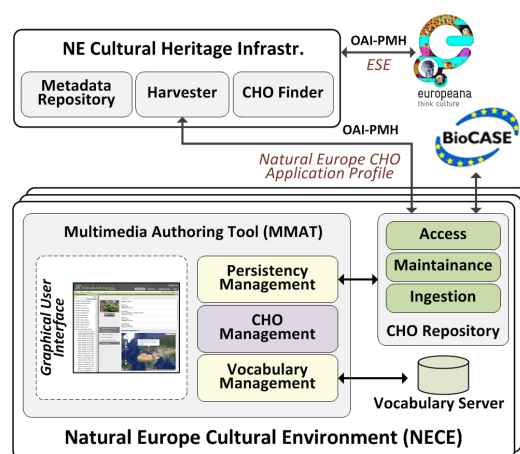 NE Cultural Heritage Infrastr.
Metadata
Repository
Harvester
CHO Finder
OAI-PMH
ESE
europeana
think culture
OAI-PMH
BioCASE
Natural Europe CHO
Application Profile
Multimedia Authoring Tool (MMAT)
Graphical User
Interface
Persistency
Management
CHO
Management
Vocabulary
Management
Access
Maintainance
Ingestion
CHO Repository
Vocabulary Server
Natural Europe Cultural Environment (NECE)